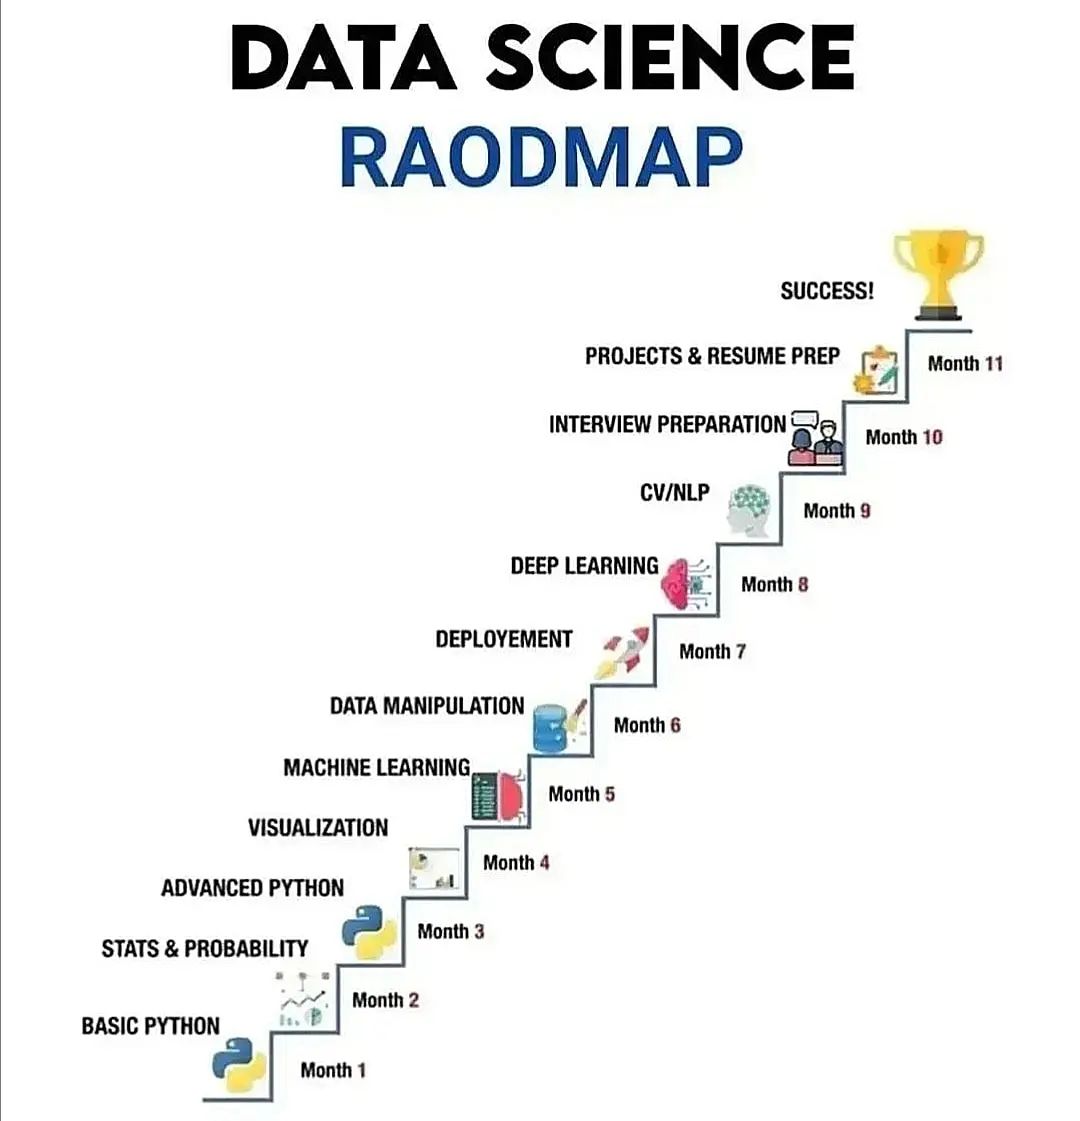 DATA SCIENCE
RAODMAP
SUCCESS!
PROJECTS & RESUME PREP
Month 11
INTERVIEW PREPARATION
Month 10
CV/NLP
Month 9
DEEP LEARNING
Month 8
DEPLOYEMENT
Month 7
DATA MANIPULATION
Month 6
MACHINE LEARNING
Month 5
VISUALIZATION
Month 4
ADVANCED PYTHON
Month 3
STATS & PROBABILITY
Month 2
BASIC PYTHON
Month 1